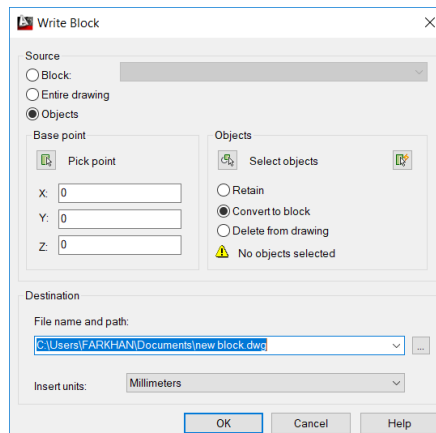 Write Block
Source
Block:
Entire drawing
Objects
Base point
Pick point
X: 0
Y: 0
Z: 0
Objects
Select objects
Retain
Convert to block
Delete from drawing
No objects selected
Destination
File name and path:
C:\Users\FARKHAN\Documents\new block.dwg
...
Insert units: Millimeters
OK Cancel Help